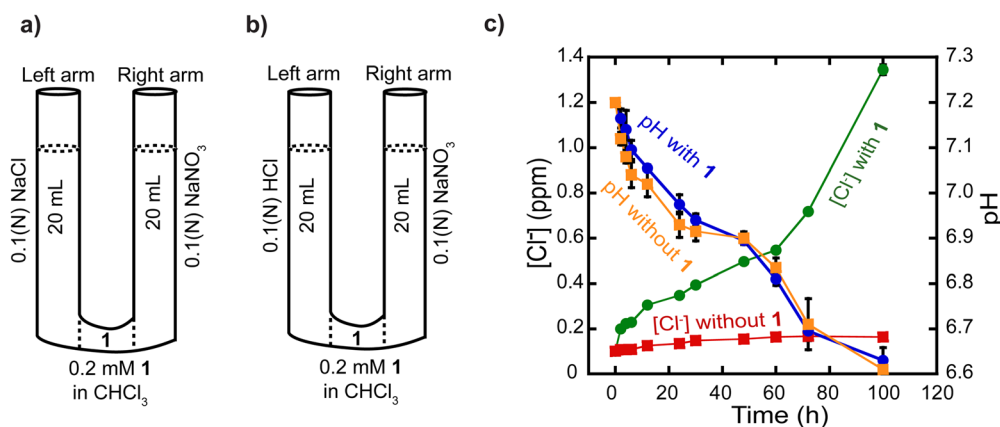 a)
Left arm Right arm
0.1(N) NaCl
20 mL
20 mL
0.1(N) NaNO3
1
0.2 mM 1
in CHCl3
b)
Left arm Right arm
0.1(N) HCl
20 mL
20 mL
0.1(N) NaNO3
1
0.2 mM 1
in CHCl3
c)
[Cl-] (ppm)
1.4
1.2
1.0
0.8
0.6
0.4
0.2
0
pH with 1
pH without 1
[Cl-] with 1
[Cl-] without 1
7.3
7.2
7.1
7.0
6.9
6.8
6.7
6.6
pH
0 20 40 60 80 100 120
Time (h)